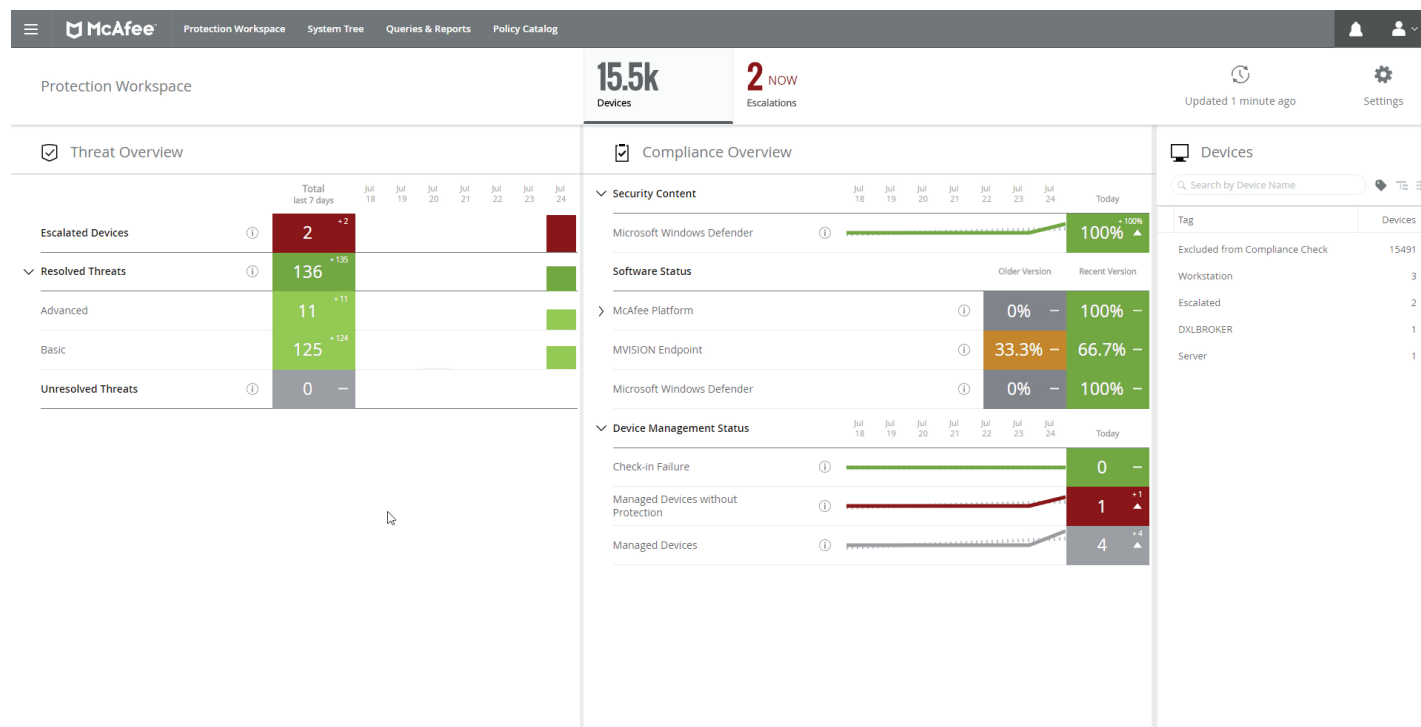 McAfee Protection Workspace System Tree Queries & Reports Policy Catalog
Protection Workspace
15.5k
Devices
2 NOW
Escalations
Updated 1 minute ago
Settings
Threat Overview
Total
last 7 days
Jul 18 Jul 19 Jul 20 Jul 21 Jul 22 Jul 23 Jul 24
Escalated Devices 2 +2
Resolved Threats 136 +135
Advanced 11 +11
Basic 125 +124
Unresolved Threats 0 –
Compliance Overview
Security Content Jul 18 Jul 19 Jul 20 Jul 21 Jul 22 Jul 23 Jul 24 Today
Microsoft Windows Defender 100% +100%
Software Status Older Version Recent Version
McAfee Platform 0% – 100% –
MVISION Endpoint 33.3% – 66.7% –
Microsoft Windows Defender 0% – 100% –
Device Management Status Jul 18 Jul 19 Jul 20 Jul 21 Jul 22 Jul 23 Jul 24 Today
Check-in Failure 0 –
Managed Devices without
Protection 1 +1
Managed Devices 4 +4
Devices
Search by Device Name
Tag Devices
Excluded from Compliance Check 15491
Workstation 3
Escalated 2
DXLBROKER 1
Server 1